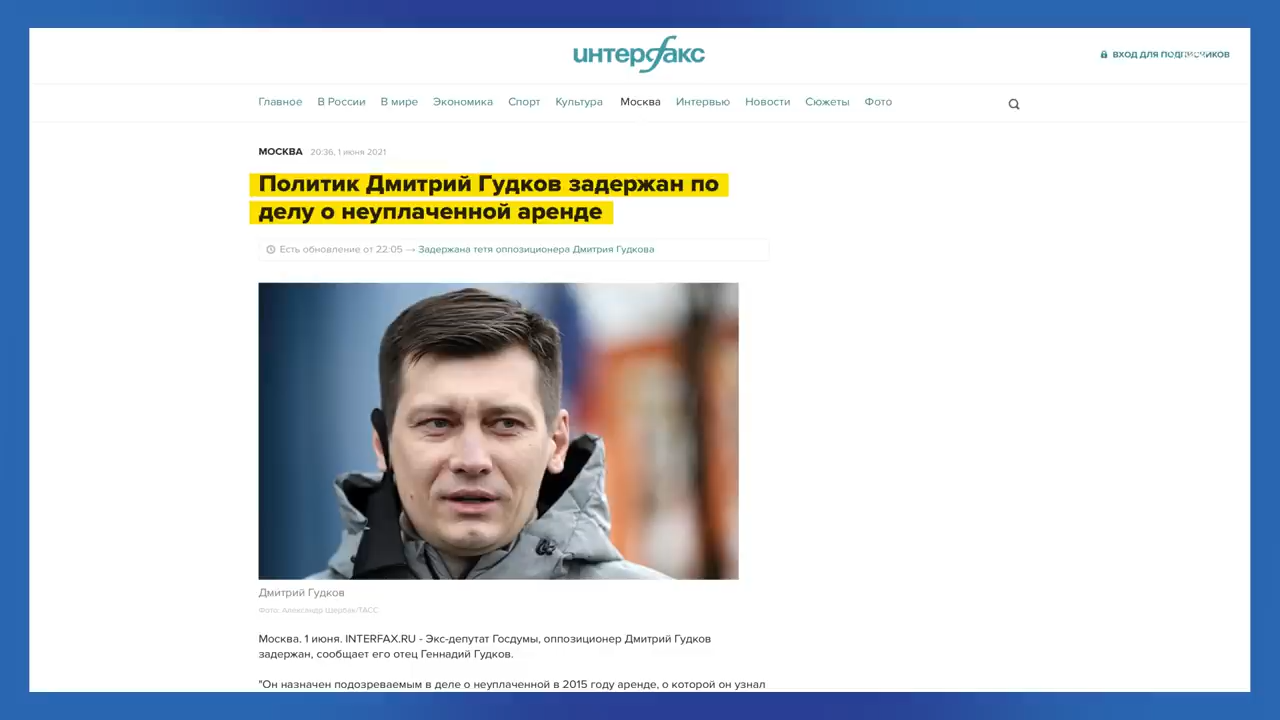 интерфакс
ВХОД ДЛЯ ПОДПИСЧИКОВ
Главное В России В мире Экономика Спорт Культура Москва Интервью Новости Сюжеты Фото
МОСКВА 20:36, 1 июня 2021
Политик Дмитрий Гудков задержан по
делу о неуплаченной аренде
Есть обновление от 22:05 → Задержана тетя оппозиционера Дмитрия Гудкова
Дмитрий Гудков
Фото: Александр Щербак/ТАСС
Москва. 1 июня. INTERFAX.RU - Экс-депутат Госдумы, оппозиционер Дмитрий Гудков
задержан, сообщает его отец Геннадий Гудков.
"Он назначен подозреваемым в деле о неуплаченной в 2015 году аренде, о которой он узнал